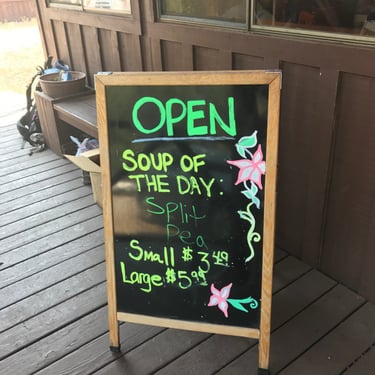 OPEN
SOUP OF
THE DAY:
Split
Pea
Small $3.49
Large $5.99